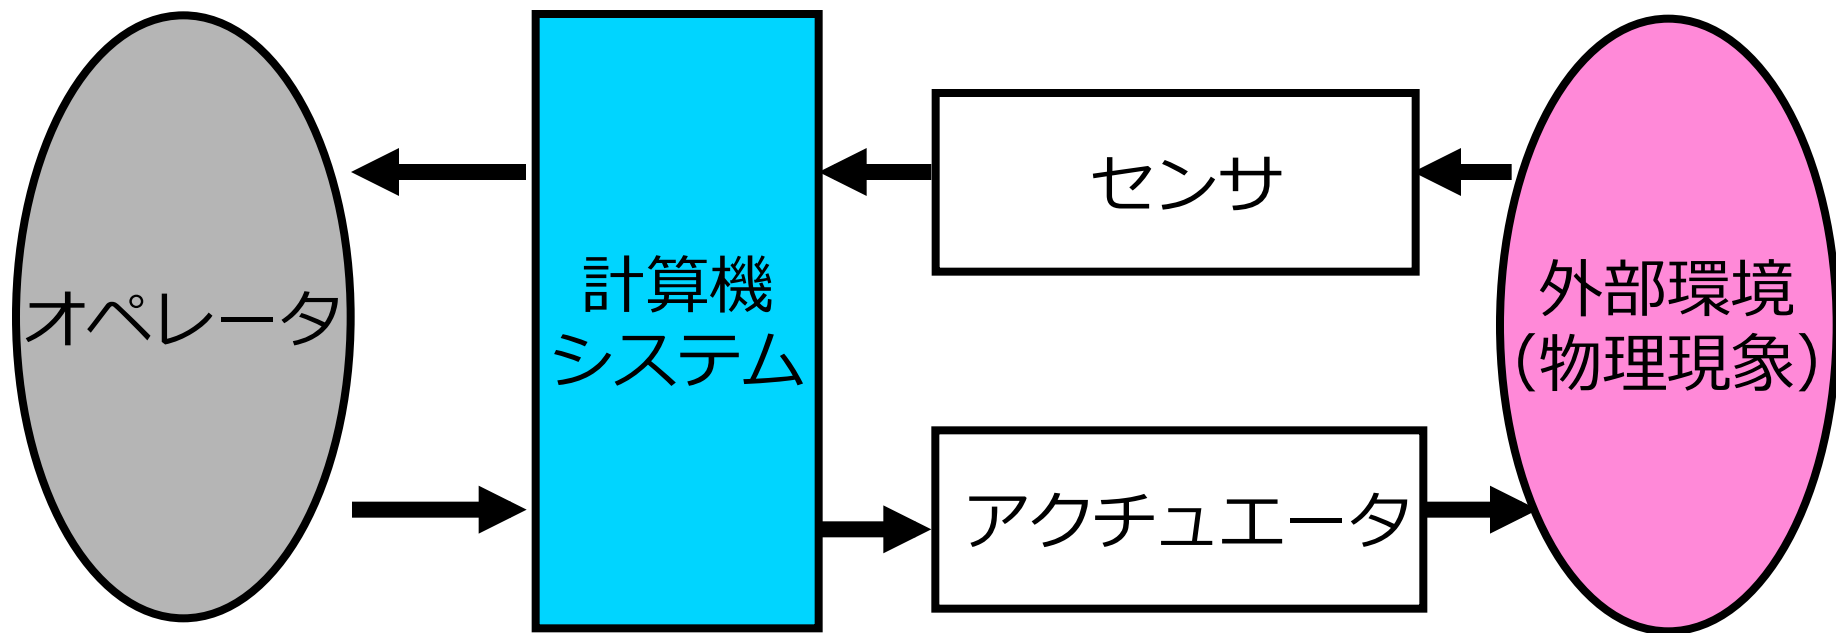 オペレータ
計算機
システム
センサ
アクチュエータ
外部環境
（物理現象）